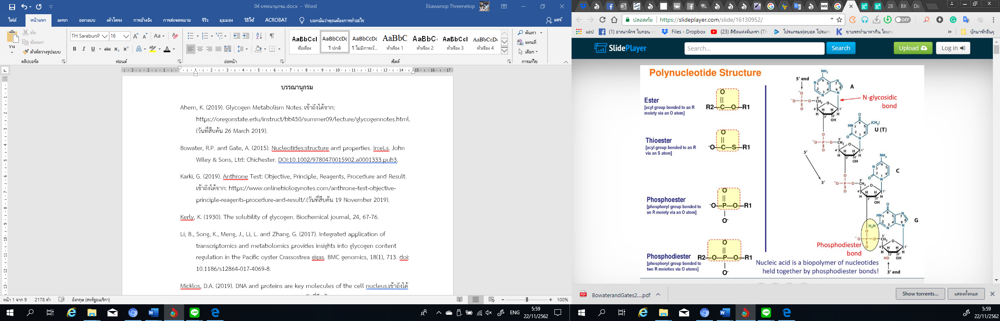 04 บรรณานุกรม.docx - Word
Ekawanop Threenetop
ไฟล์ หน้าแรก แทรก ออกแบบ เค้าโครง การอ้างอิง การส่งจดหมาย รีวิว มุมมอง วิธีใช้ ACROBAT บอกฉันว่าคุณต้องการทำอะไร แชร์
วาง
ตัด
คัดลอก
ตัวคัดวางรูปแบบ
คลิปบอร์ด
TH SarabunP 16
ฟอนต์
ย่อหน้า
AaBbCcI AaBbCcDc AaBbCcDc AaBbC AaBbC AaBbCcI AaBbCcDc
ชื่อเรื่อง ปกติ ไม่มีการเว้... หัวเรื่อง 1 หัวเรื่อง 2 หัวเรื่อง 3 หัวเรื่อง 4
สไตล์
ค้นหา
แทนที่
เลือก
การแก้ไข
บรรณานุกรม
Ahern, K. (2019). Glycogen Metabolism Notes. เข้าถึงได้จาก:
https://oregonstate.edu/instruct/bb450/summer09/lecture/glycogennotes.html.
(วันที่สืบค้น 26 March 2019).
Bowater, R.P. and Gate, A. (2015). Nucleotides:structure and properties. In:eLs. John
Wiley & Sons, Ltd: Chichester. DOI:10.1002/9780470015902.a0001333.pub3.
Karki, G. (2019). Anthrone Test: Objective, Principle, Reagents, Procedure and Result.
เข้าถึงได้จาก: https://www.onlinebiologynotes.com/anthrone-test-objective-
principle-reagents-procedure-and-result/.(วันที่สืบค้น 19 November 2019).
Kerly, K. (1930). The solubility of glycogen. Biochemical journal, 24, 67-76.
Li, B., Song, K., Meng, J., Li, L. and Zhang, G. (2017). Integrated application of
transcriptomics and metabolomics provides insights into glycogen content
regulation in the Pacific oyster Crassostrea gigas. BMC genomics, 18(1), 713. doi:
10.1186/s12864-017-4069-8.
Micklos, D.A. (2019). DNA and proteins are key molecules of the cell nucleus.เข้าถึงได้
หน้า 1 จาก 9 2178 คำ อังกฤษ (สหรัฐอเมริกา) 100%
ENG
5:59
22/11/2562
ปลอดภัย https://slideplayer.com/slide/16130952/
OFF
แอป (1) อาณาจักร ไบกอน - Files - Dropbox (23) ลิขิตแห่งจันทรา (Th โปรแกรมฟุตบอล โปรแก บุ๊กมาร์กอื่นๆ
SlidePlayer Search... Search Upload Log in
Polynucleotide Structure
Ester
[acyl group bonded to an R
moiety via an O atom]
O
R2—C—O—R1
Thioester
[acyl group bonded to an R
via an S atom]
O
-O—C—S—R1
Phosphoester
[phosphoryl group bonded to
an R moiety via an O atom]
O
-O—P—O—R1
O-
Phosphodiester
[phosphoryl group bonded to
two R moieties via O atoms]
O
R2—O—P—O—R1
O-
5′ end
NH2
A
N-glycosidic
bond
U (T)
(CH3)
5′
3′
NH2
C
G
H2N
Phosphodiester
bond
HO OH
3′ end
Nucleic acid is a biopolymer of nucleotides
held together by phosphodiester bonds!
BowaterandGates2....pdf
Show torrents...
แสดงทั้งหมด
5:59
22/11/2562